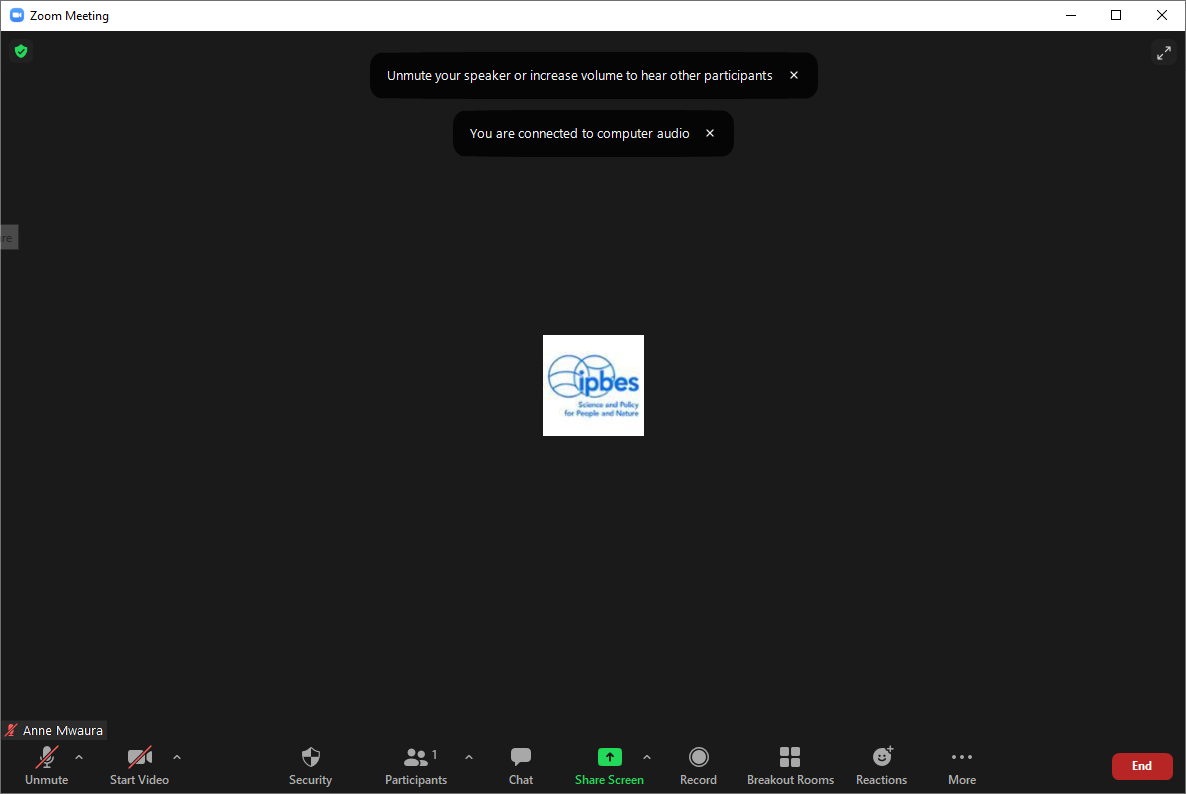 Zoom Meeting
Unmute your speaker or increase volume to hear other participants
You are connected to computer audio
re
ipbes
Science and Policy
for People and Nature
Anne Mwaura
1
Unmute
Start Video
Security
Participants
Chat
Share Screen
Record
Breakout Rooms
Reactions
More
End